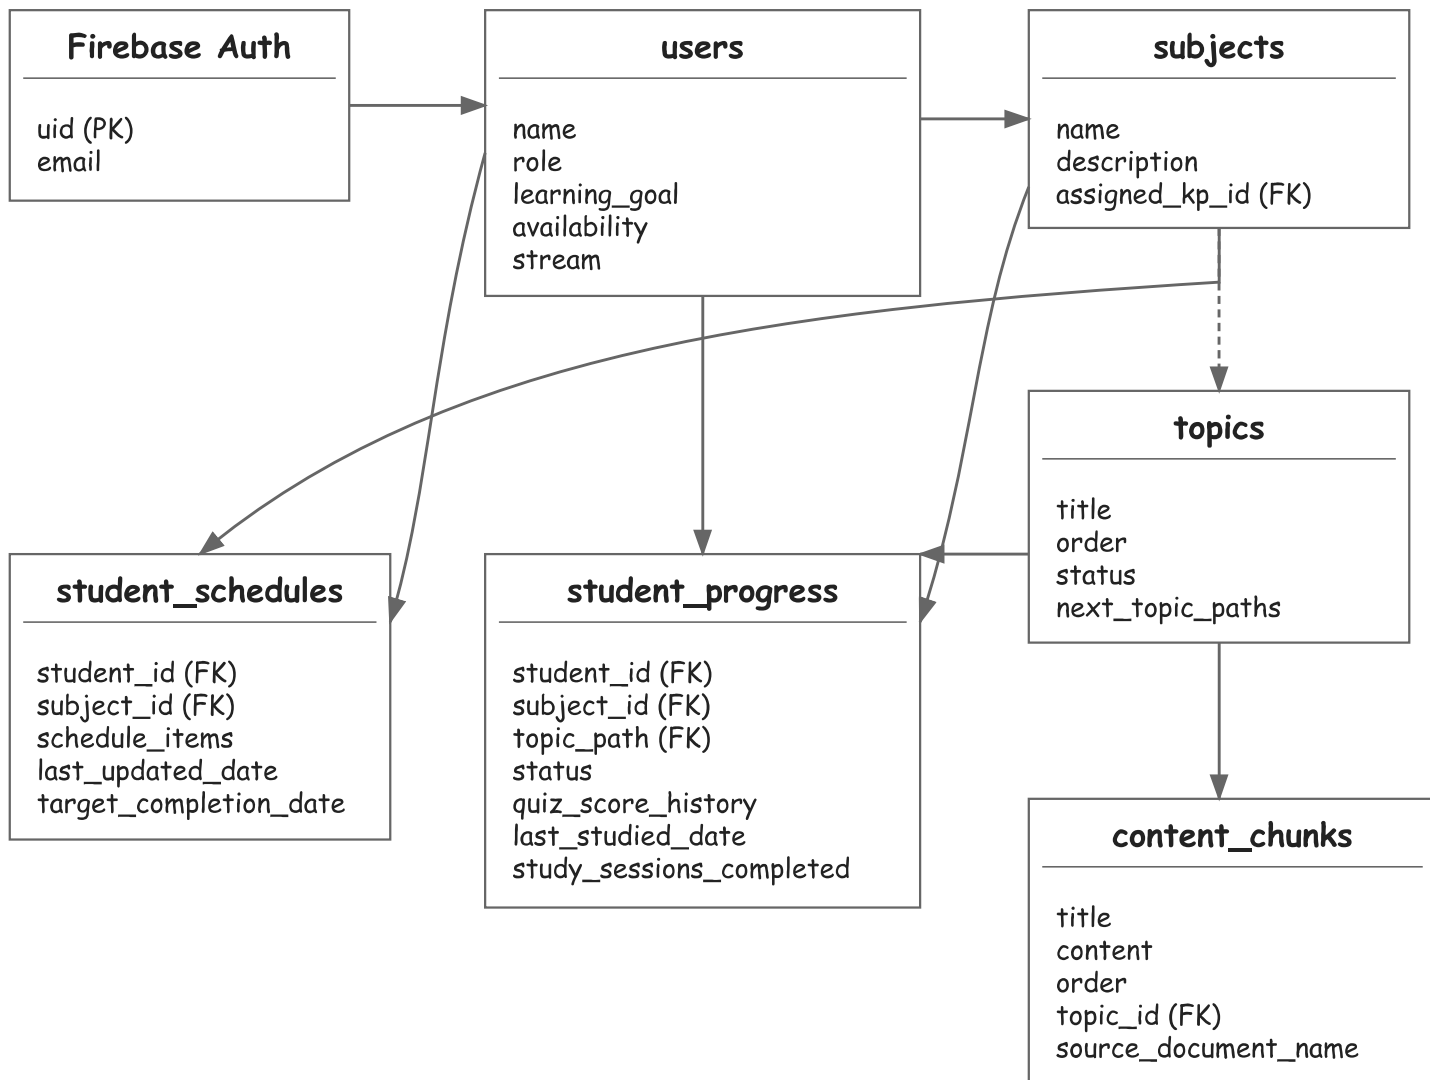 Firebase Auth
uid (PK)
email
users
name
role
learning_goal
availability
stream
subjects
name
description
assigned_kp_id (FK)
topics
title
order
status
next_topic_paths
student_schedules
student_id (FK)
subject_id (FK)
schedule_items
last_updated_date
target_completion_date
student_progress
student_id (FK)
subject_id (FK)
topic_path (FK)
status
quiz_score_history
last_studied_date
study_sessions_completed
content_chunks
title
content
order
topic_id (FK)
source_document_name